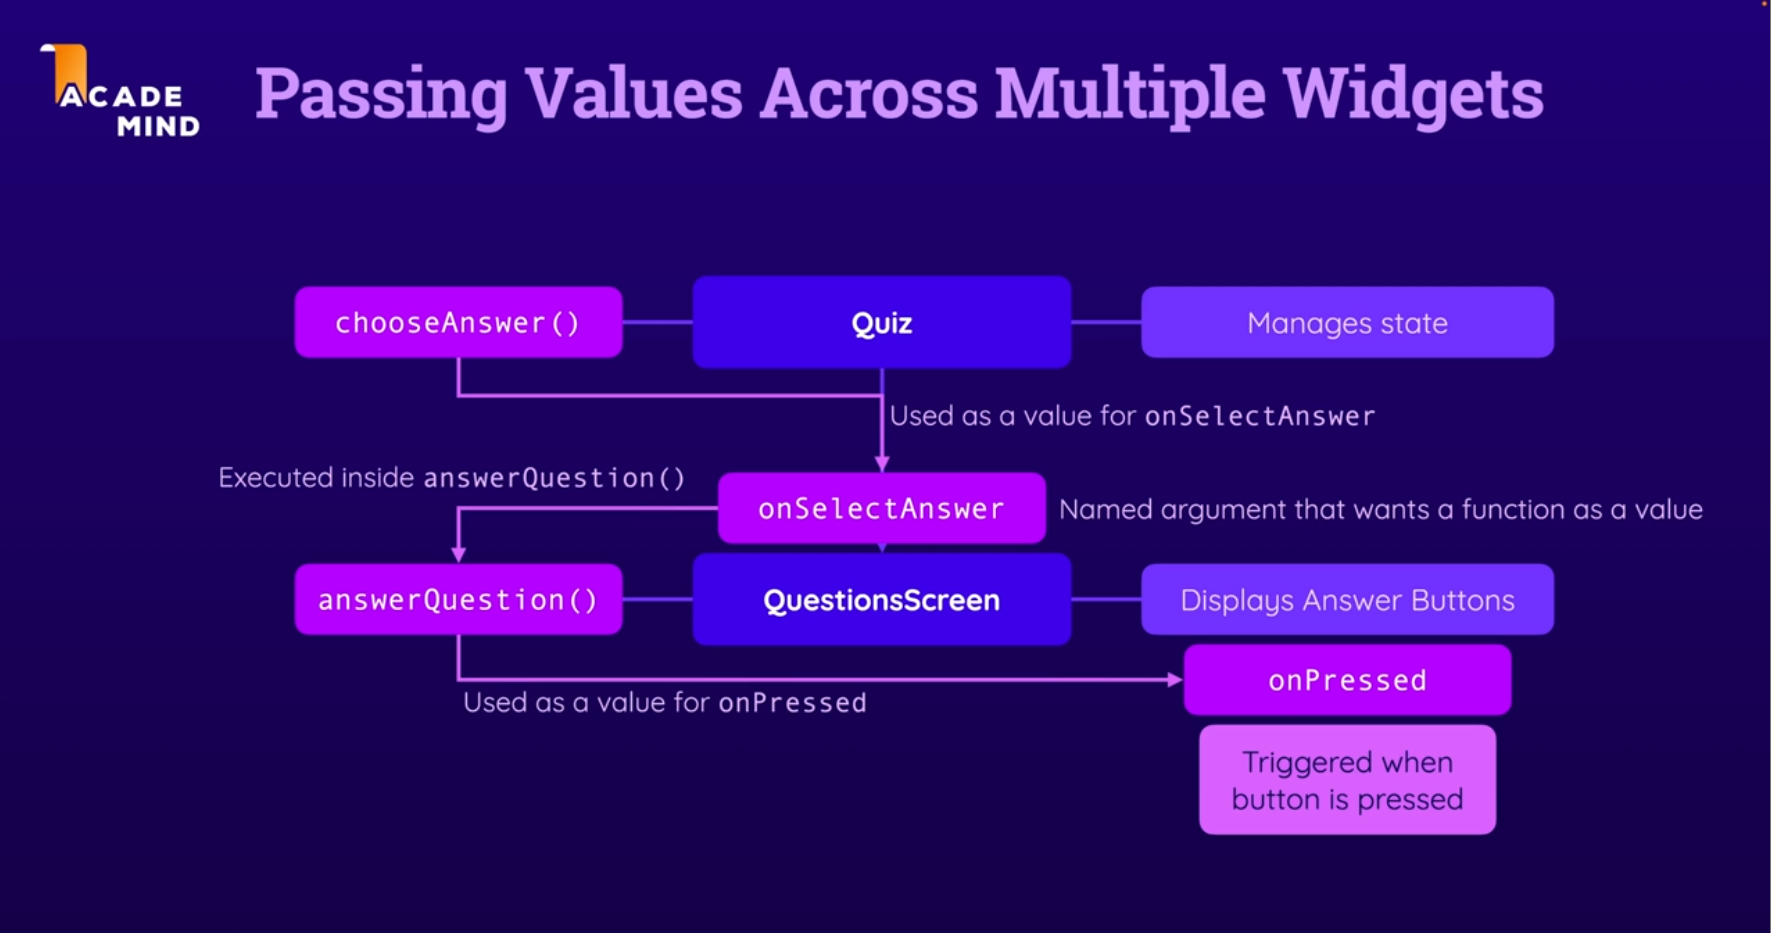 ACADE
MIND
Passing Values Across Multiple Widgets
chooseAnswer()
Quiz
Manages state
Used as a value for onSelectAnswer
Executed inside answerQuestion()
onSelectAnswer
Named argument that wants a function as a value
answerQuestion()
QuestionsScreen
Displays Answer Buttons
onPressed
Used as a value for onPressed
Triggered when
button is pressed